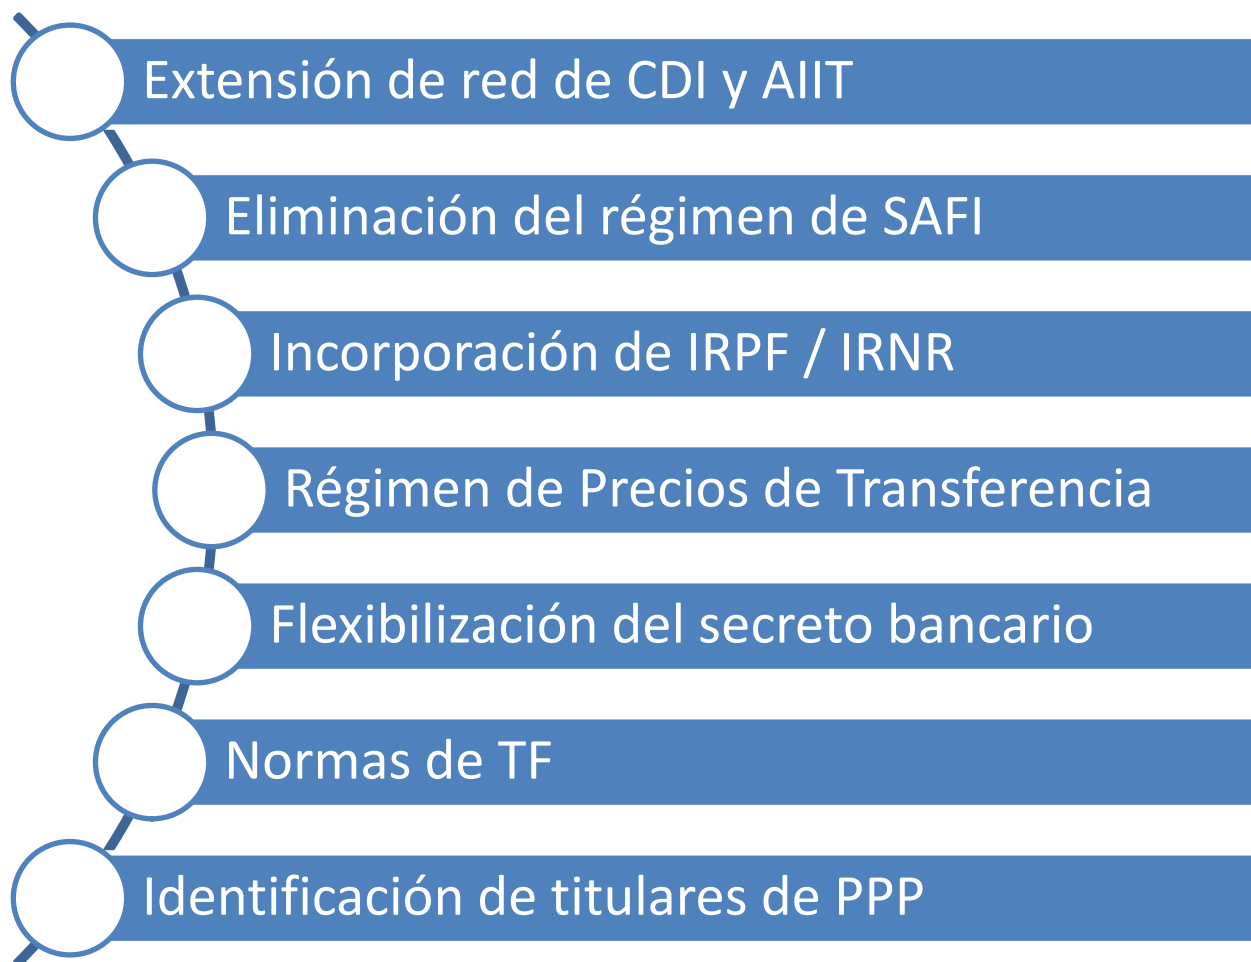 Extensión de red de CDI y AIIT
Eliminación del régimen de SAFI
Incorporación de IRPF / IRNR
Régimen de Precios de Transferencia
Flexibilización del secreto bancario
Normas de TF
Identificación de titulares de PPP